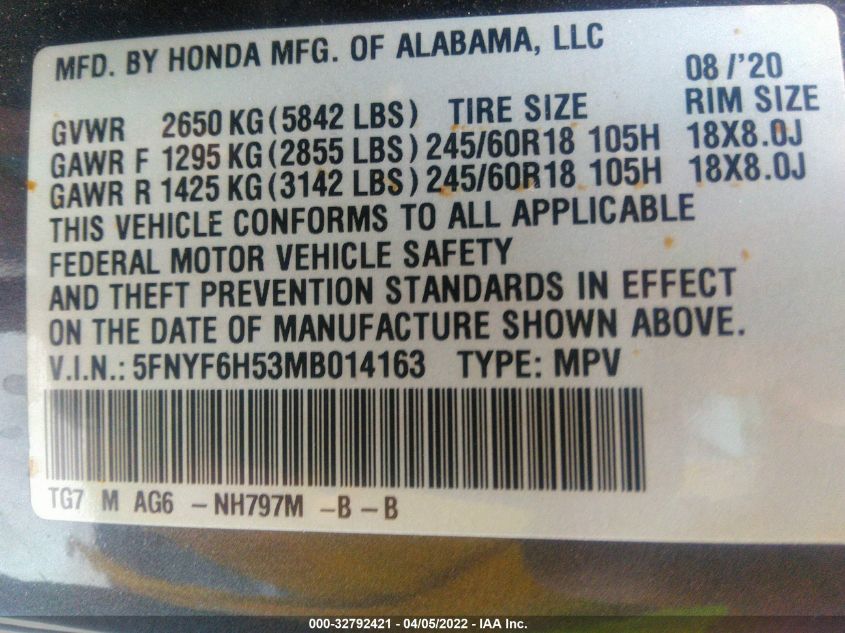 MFD. BY HONDA MFG. OF ALABAMA, LLC 08/'20
GVWR 2650 KG (5842 LBS) TIRE SIZE RIM SIZE
GAWR F 1295 KG (2855 LBS) 245/60R18 105H 18X8.0J
GAWR R 1425 KG (3142 LBS) 245/60R18 105H 18X8.0J
THIS VEHICLE CONFORMS TO ALL APPLICABLE
FEDERAL MOTOR VEHICLE SAFETY
AND THEFT PREVENTION STANDARDS IN EFFECT
ON THE DATE OF MANUFACTURE SHOWN ABOVE.
V.I.N.: 5FNYF6H53MB014163 TYPE: MPV
TG7 M AG6 – NH797M – B – B
000-32792421 – 04/05/2022 – IAA Inc.